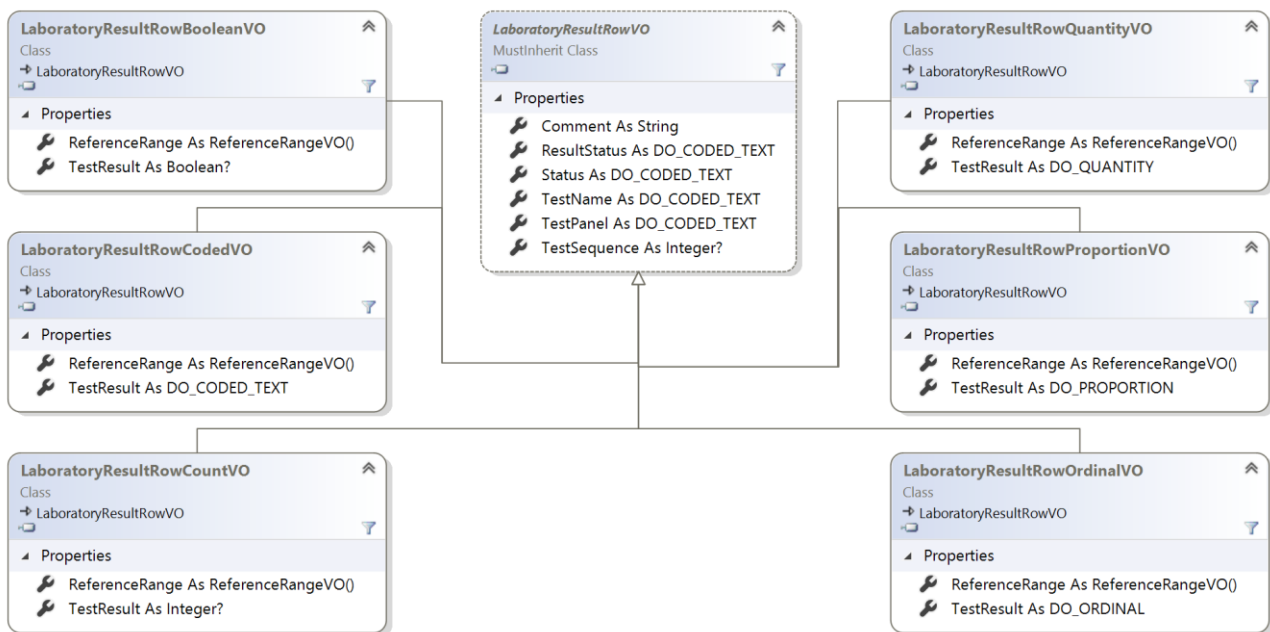 LaboratoryResultRowBooleanVO
Class
LaboratoryResultRowVO
Properties
ReferenceRange As ReferenceRangeVO()
TestResult As Boolean?
LaboratoryResultRowVO
MustInherit Class
Properties
Comment As String
ResultStatus As DO_CODED_TEXT
Status As DO_CODED_TEXT
TestName As DO_CODED_TEXT
TestPanel As DO_CODED_TEXT
TestSequence As Integer?
LaboratoryResultRowQuantityVO
Class
LaboratoryResultRowVO
Properties
ReferenceRange As ReferenceRangeVO()
TestResult As DO_QUANTITY
LaboratoryResultRowCodedVO
Class
LaboratoryResultRowVO
Properties
ReferenceRange As ReferenceRangeVO()
TestResult As DO_CODED_TEXT
LaboratoryResultRowProportionVO
Class
LaboratoryResultRowVO
Properties
ReferenceRange As ReferenceRangeVO()
TestResult As DO_PROPORTION
LaboratoryResultRowCountVO
Class
LaboratoryResultRowVO
Properties
ReferenceRange As ReferenceRangeVO()
TestResult As Integer?
LaboratoryResultRowOrdinalVO
Class
LaboratoryResultRowVO
Properties
ReferenceRange As ReferenceRangeVO()
TestResult As DO_ORDINAL